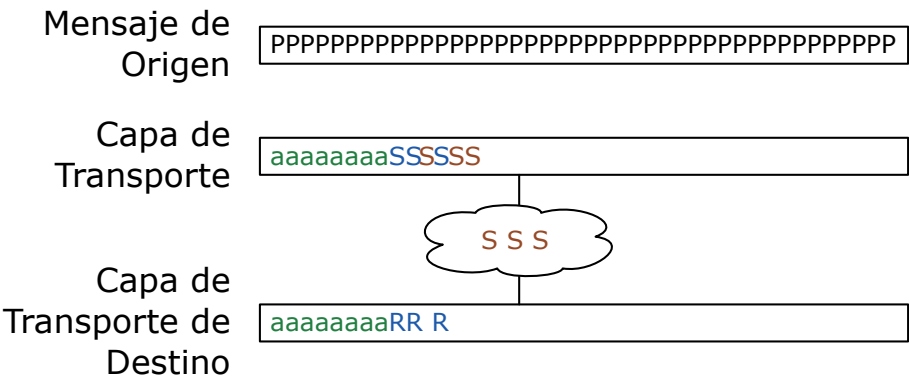 Mensaje de
Origen
PPPPPPPPPPPPPPPPPPPPPPPPPPPPPPPPPPPPPPPPPP
Capa de
Transporte
aaaaaaaaSSSSSS
S S S
Capa de
Transporte de
Destino
aaaaaaaaRR R